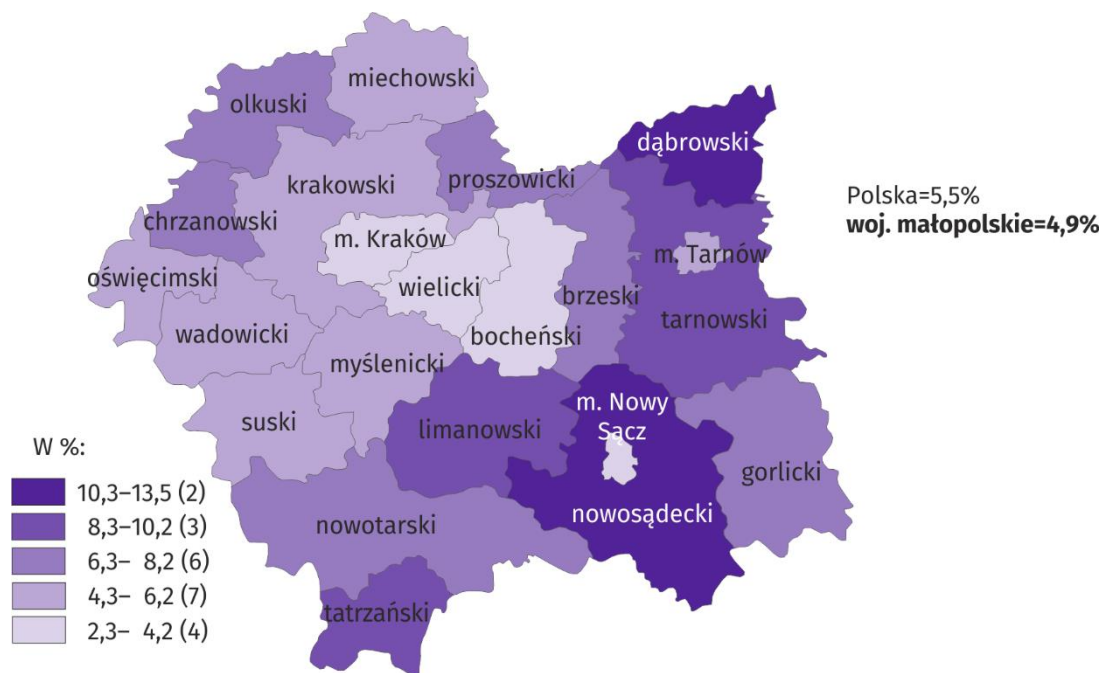 miechowski
olkuski
dąbrowski
krakowski
proszowicki
chrzanowski
Polska=5,5%
woj. małopolskie=4,9%
m. Kraków
m. Tarnów
oświęcimski
wielicki
brzeski
tarnowski
wadowicki
bocheński
myślenicki
m. Nowy
Sącz
suski
limanowski
gorlicki
nowosądecki
nowotarski
tatrzański
W %:
10,3–13,5 (2)
8,3–10,2 (3)
6,3– 8,2 (6)
4,3– 6,2 (7)
2,3– 4,2 (4)